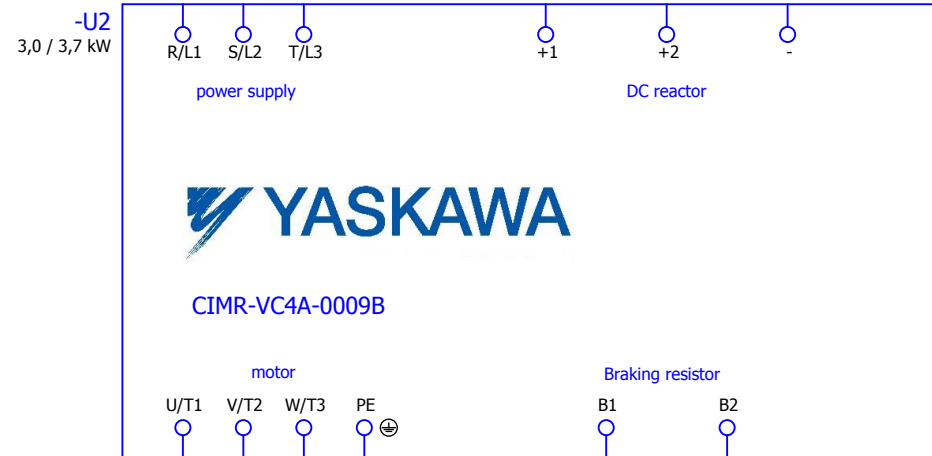 -U2
3,0 / 3,7 kW
R/L1 S/L2 T/L3 +1 +2 -
power supply DC reactor
YASKAWA
CIMR-VC4A-0009B
motor Braking resistor
U/T1 V/T2 W/T3 PE B1 B2